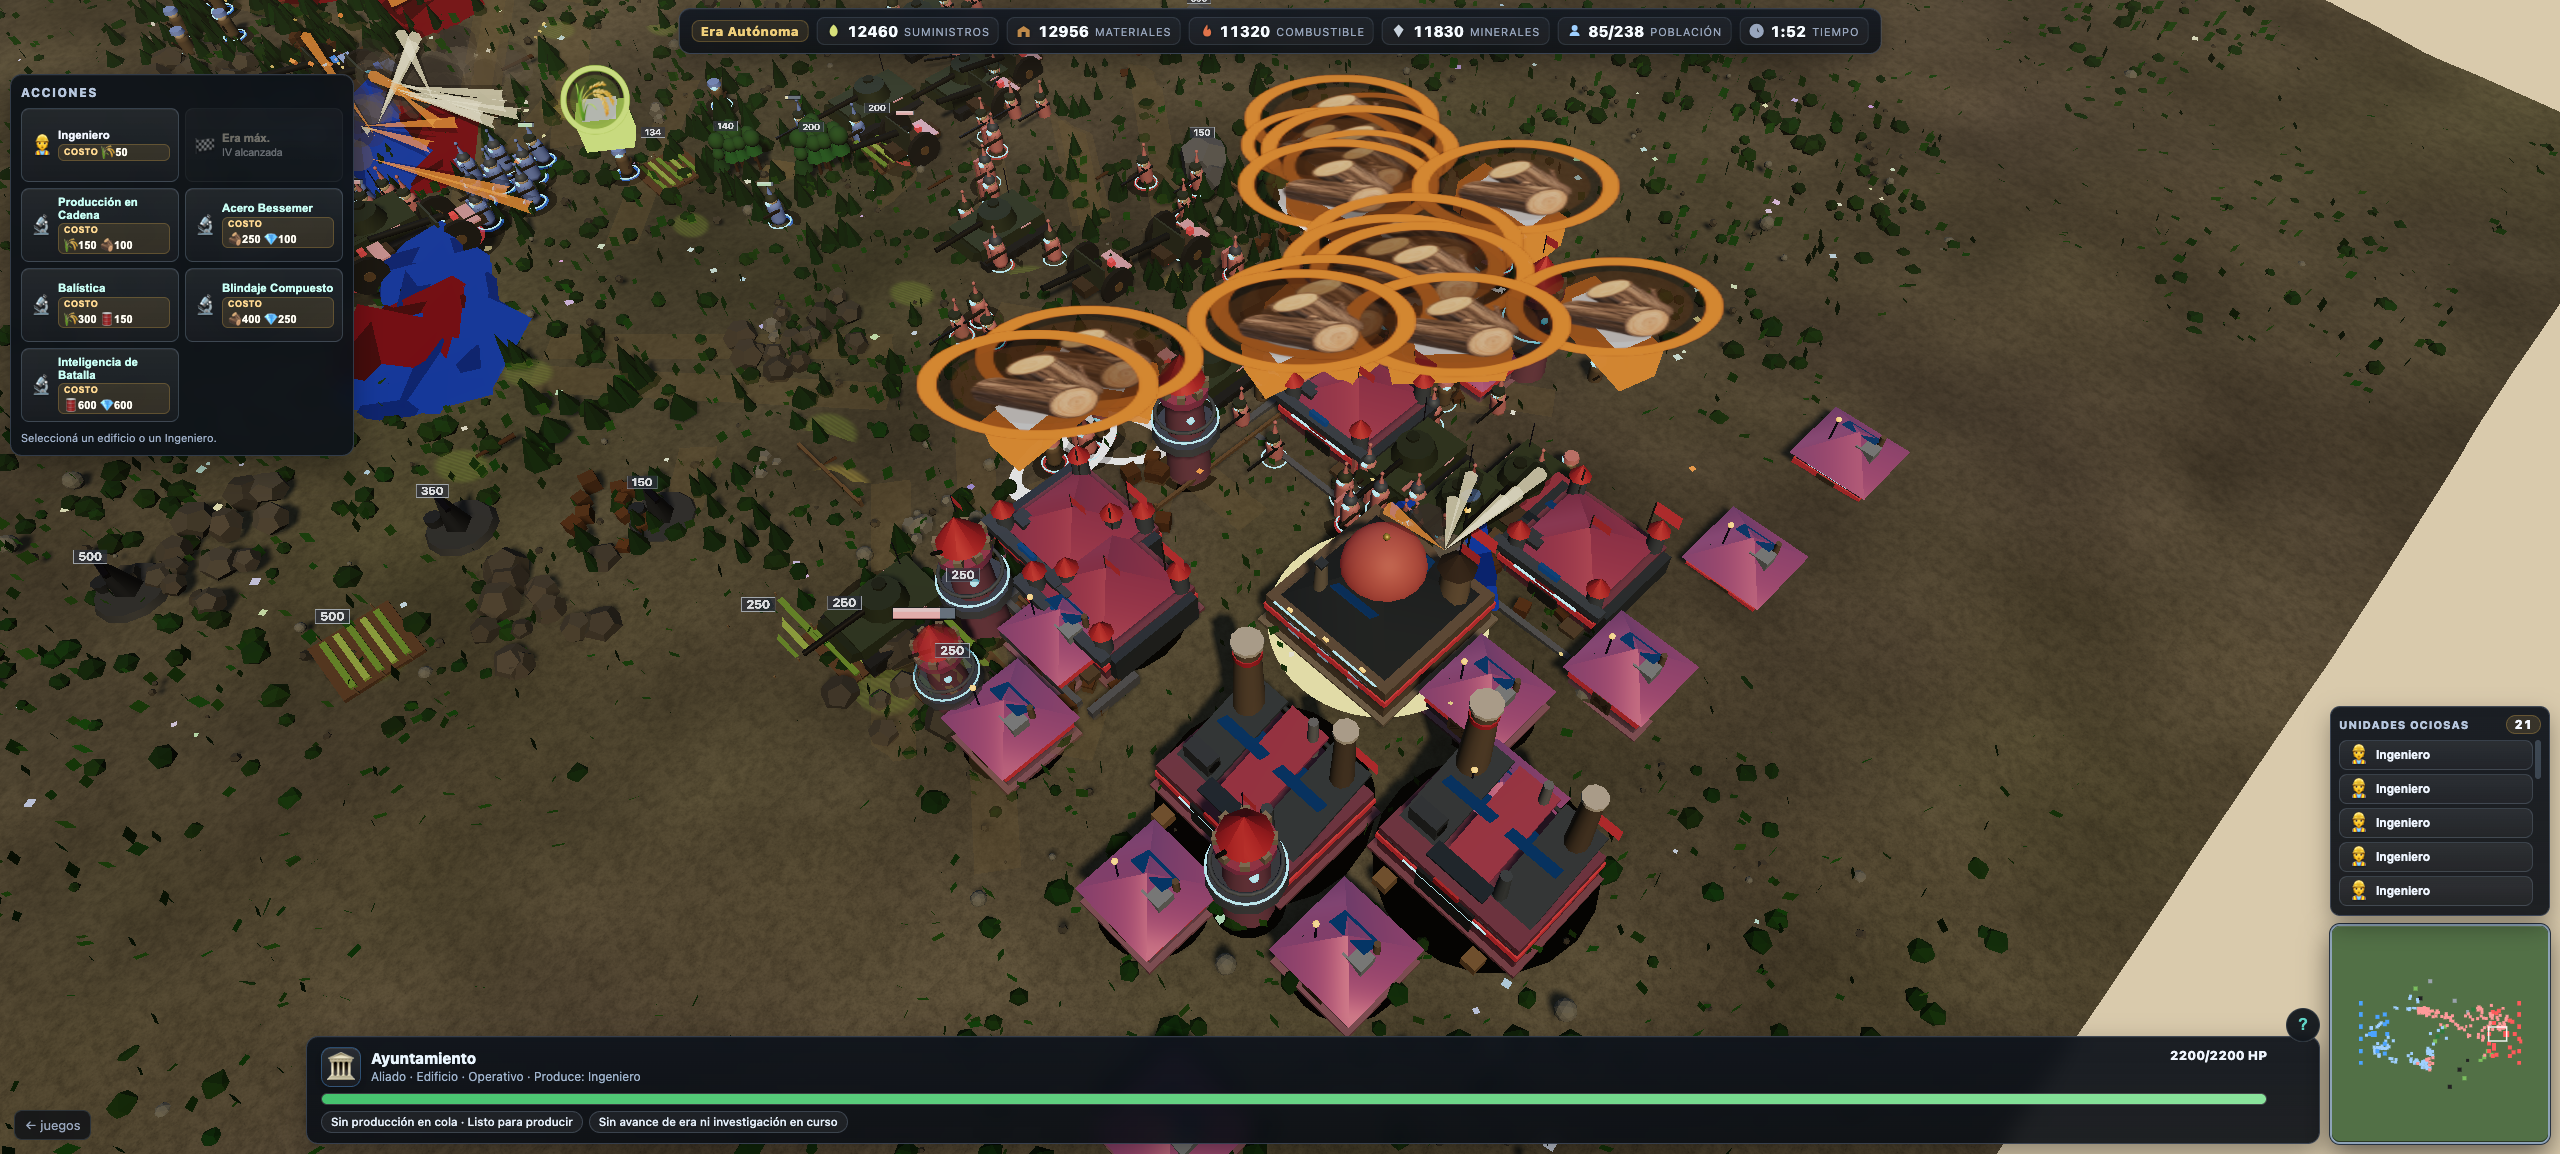 Era Autónoma
12460 SUMINISTROS
12956 MATERIALES
11320 COMBUSTIBLE
11830 MINERALES
85/238 POBLACIÓN
1:52 TIEMPO
ACCIONES
Ingeniero
COSTO 50
Era máx.
IV alcanzada
Producción en
Cadena
COSTO
150 100
Acero Bessemer
COSTO
250 100
Balística
COSTO
300 150
Blindaje Compuesto
COSTO
400 250
Inteligencia de
Batalla
COSTO
600 600
Seleccioná un edificio o un Ingeniero.
134
140
200
200
150
350
150
500
500
250
250
250
250
UNIDADES OCIOSAS 21
Ingeniero
Ingeniero
Ingeniero
Ingeniero
Ingeniero
?
Ayuntamiento
2200/2200 HP
Aliado · Edificio · Operativo · Produce: Ingeniero
Sin producción en cola · Listo para producir
Sin avance de era ni investigación en curso
← juegos